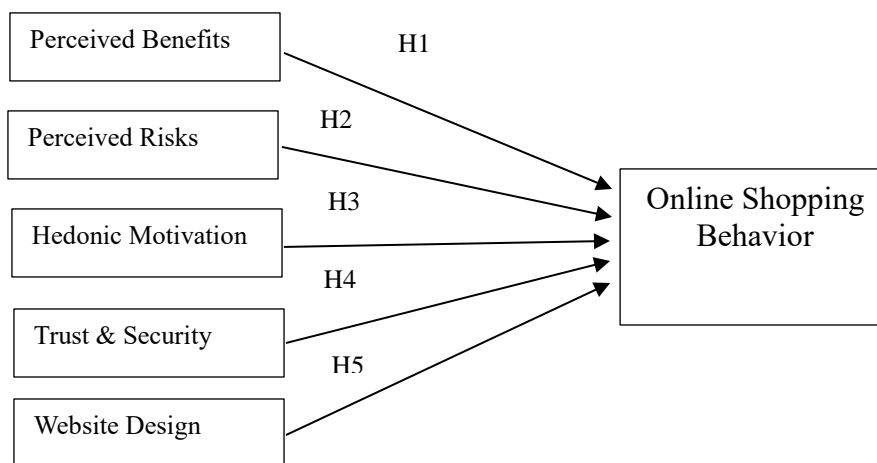 Perceived Benefits
H1
H2
Perceived Risks
H3
Hedonic Motivation
H4
Trust & Security
H5
Website Design
Online Shopping
Behavior